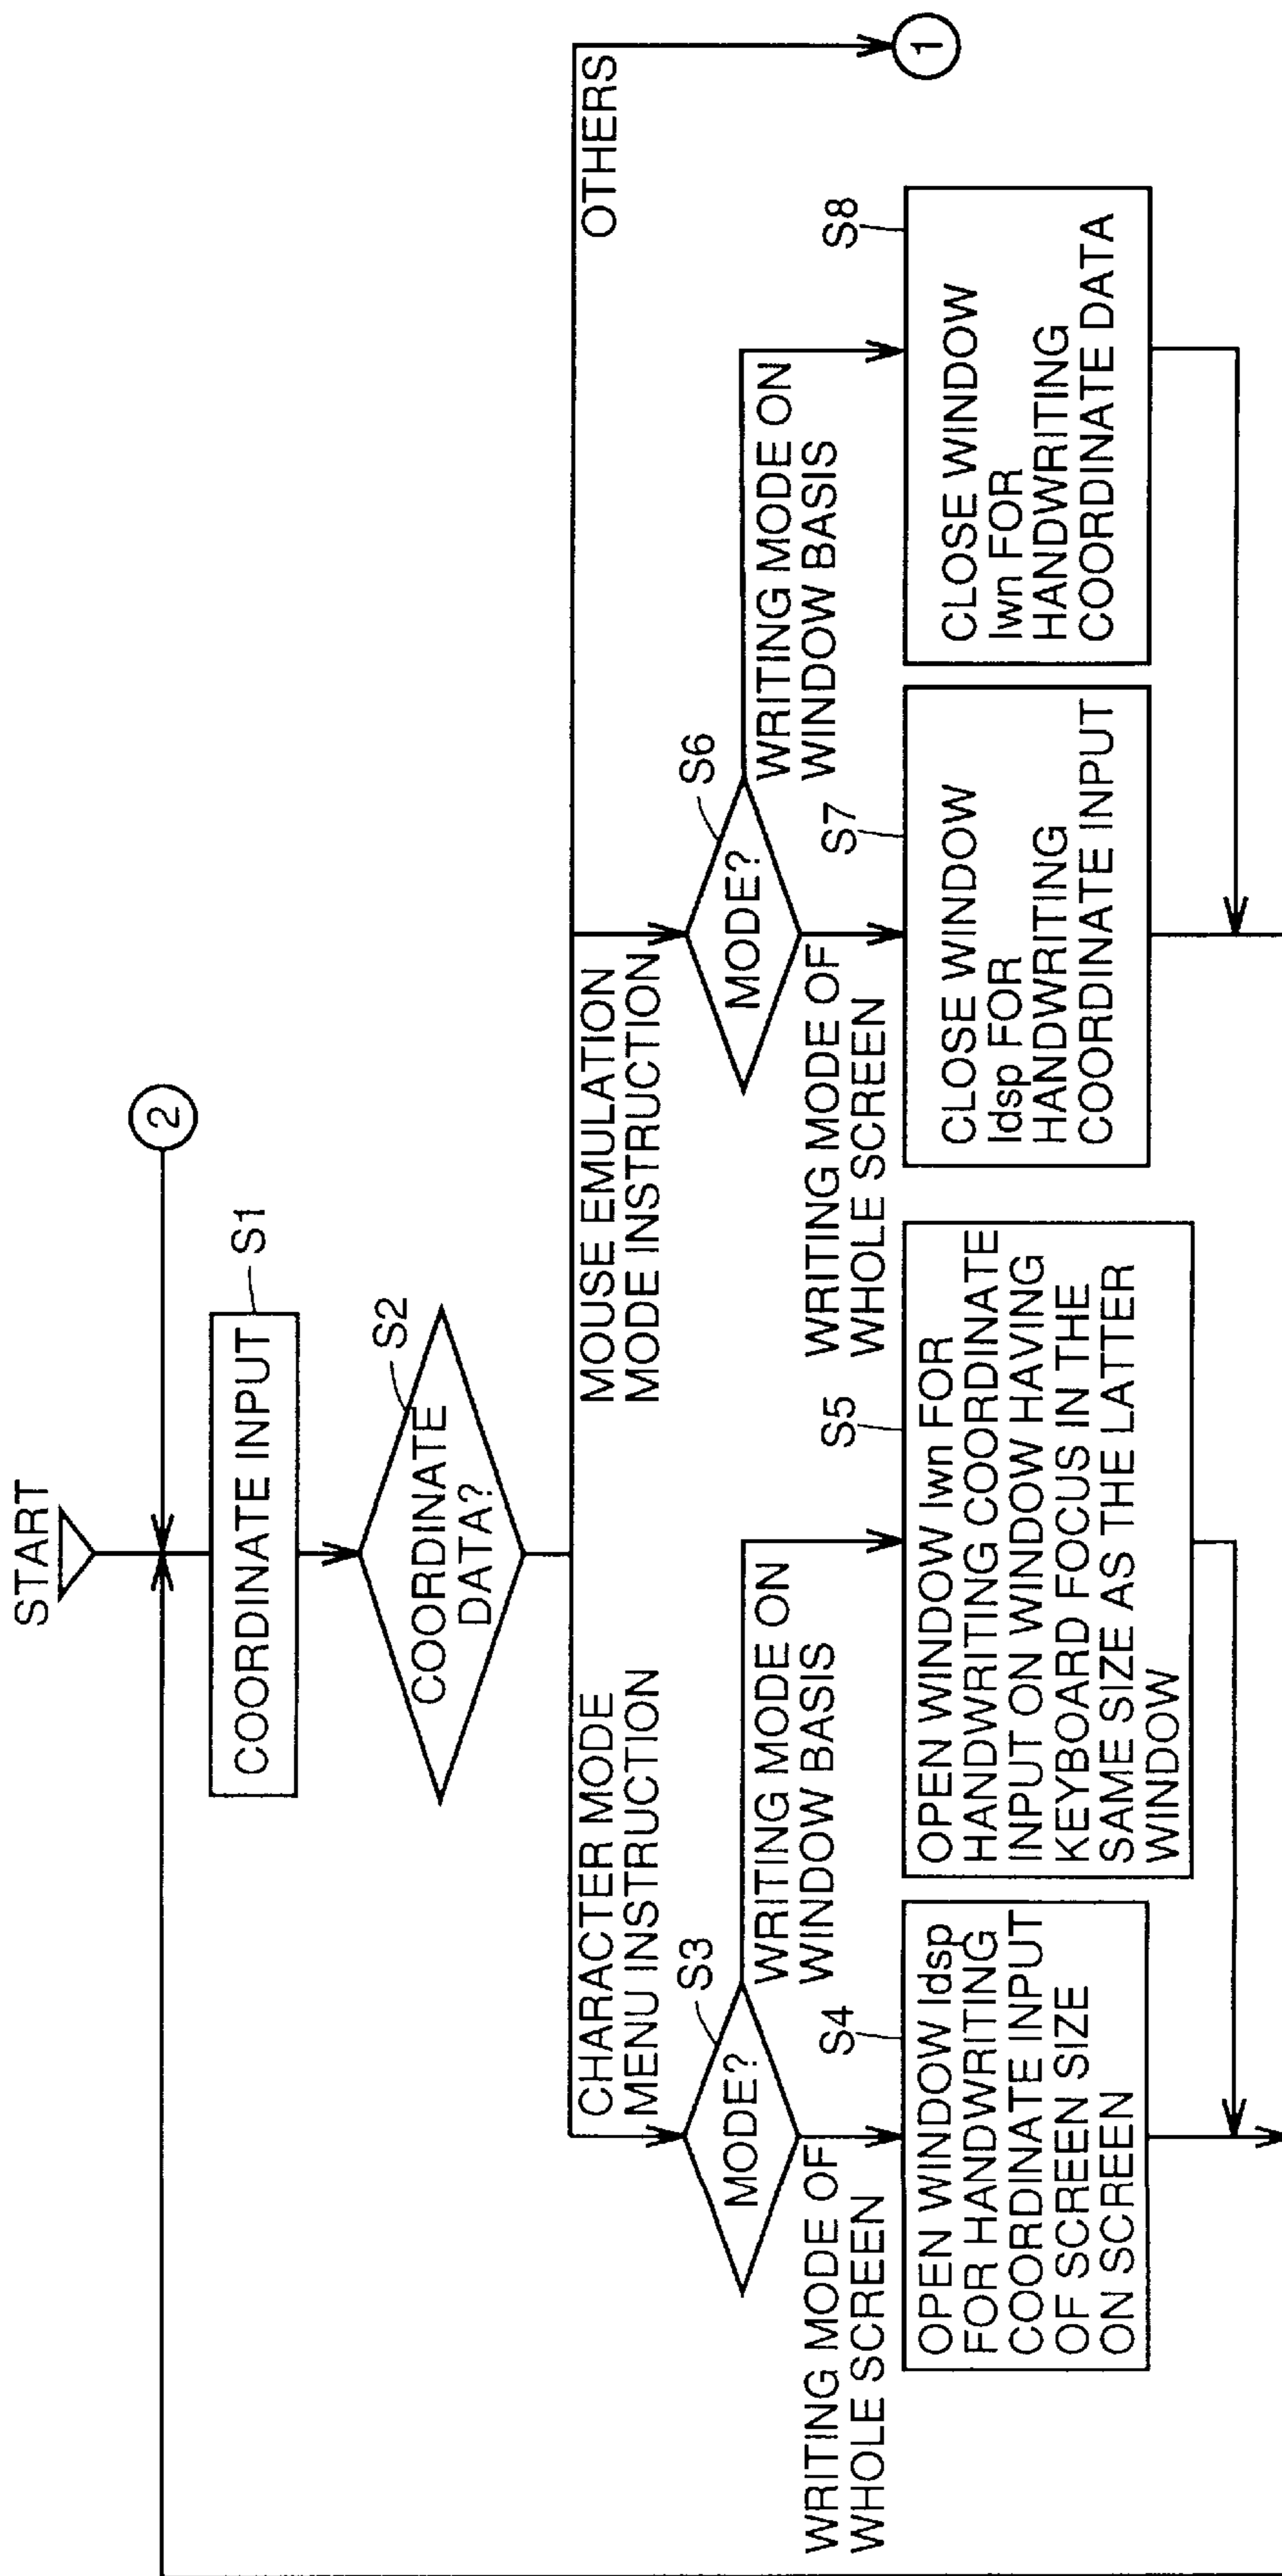 START
2
COORDINATE INPUT
S1
COORDINATE
DATA?
S2
CHARACTER MODE
MENU INSTRUCTION
MOUSE EMULATION
MODE INSTRUCTION
OTHERS
1
MODE?
S3
WRITING MODE ON
WINDOW BASIS
WRITING MODE OF
WHOLE SCREEN
S4
OPEN WINDOW Idsp
FOR HANDWRITING
COORDINATE INPUT
OF SCREEN SIZE
ON SCREEN
S5
OPEN WINDOW Iwn FOR
HANDWRITING COORDINATE
INPUT ON WINDOW HAVING
KEYBOARD FOCUS IN THE
SAME SIZE AS THE LATTER
WINDOW
MODE?
S6
WRITING MODE ON
WINDOW BASIS
WRITING MODE OF
WHOLE SCREEN
S7
CLOSE WINDOW
Idsp FOR
HANDWRITING
COORDINATE INPUT
S8
CLOSE WINDOW
Iwn FOR
HANDWRITING
COORDINATE DATA